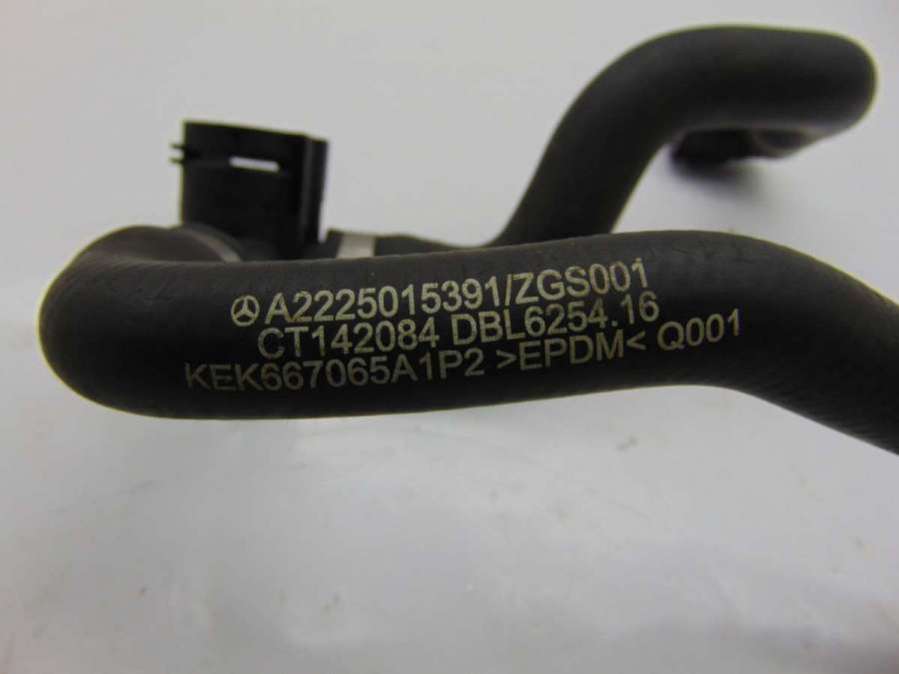 A2225015391/ZGS001
CT142084 DBL6254.16
KEK667065A1P2 >EPDM< Q001